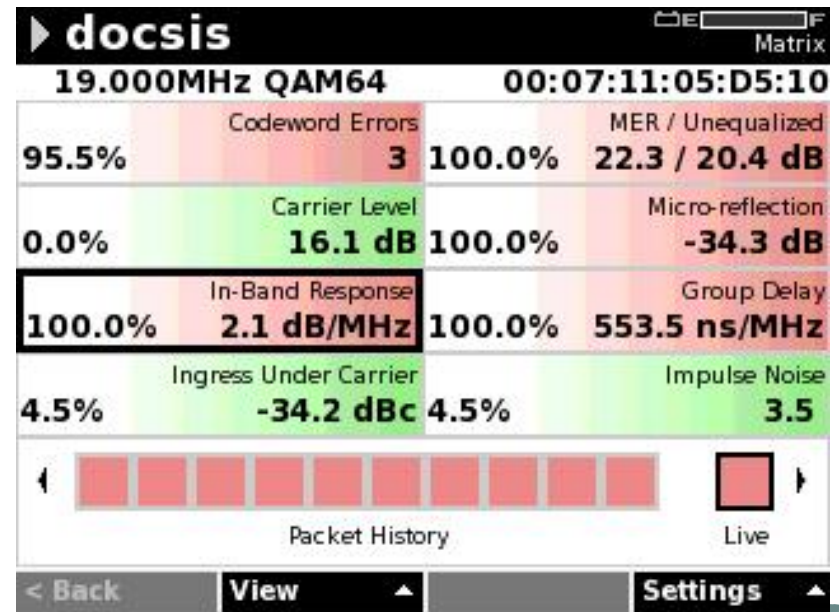 docsis
E F
Matrix
19.000MHz QAM64 00:07:11:05:D5:10
Codeword Errors
95.5% 3
MER / Unequalized
100.0% 22.3 / 20.4 dB
Carrier Level
0.0% 16.1 dB
Micro-reflection
100.0% -34.3 dB
In-Band Response
100.0% 2.1 dB/MHz
Group Delay
100.0% 553.5 ns/MHz
Ingress Under Carrier
4.5% -34.2 dBc
Impulse Noise
4.5% 3.5
Packet History Live
< Back View Settings